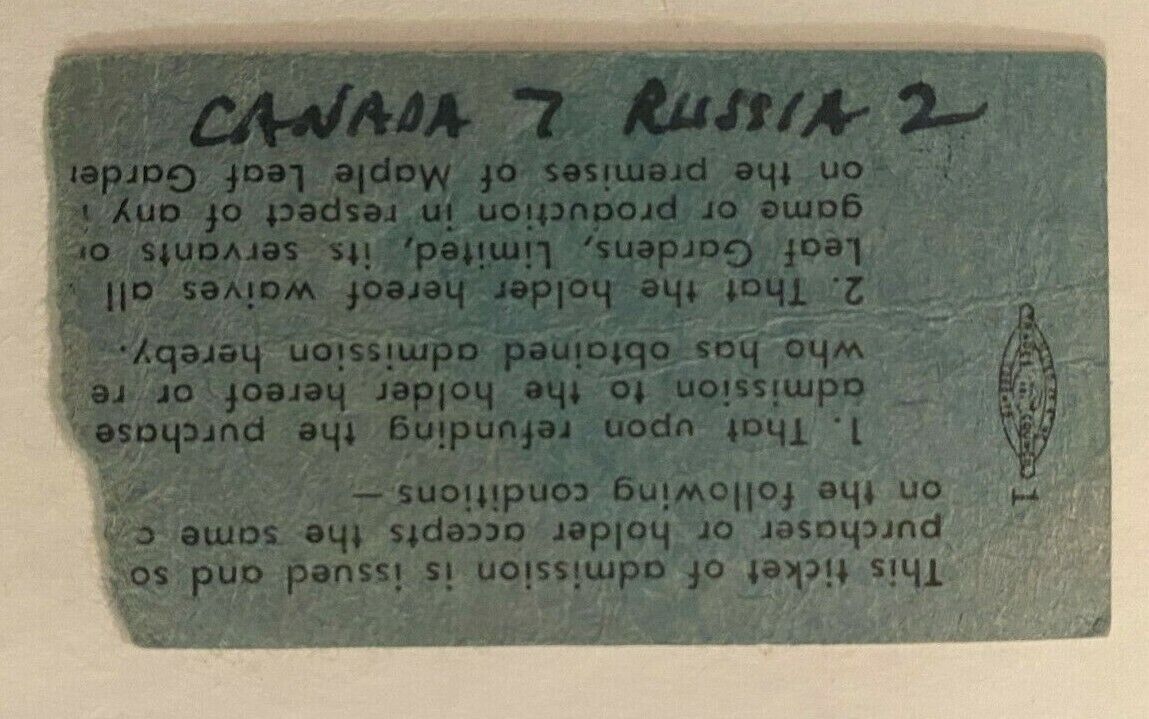 CANADA 7 RUSSIA 2
This ticket of admission is issued and so
purchaser or holder accepts the same c
on the following conditions —
1. That upon refunding the purchase
admission to the holder hereof or re
who has obtained admission hereby.
2. That the holder hereof waives all
Leaf Gardens, Limited, its servants or
game or production in respect of any i
on the premises of Maple Leaf Garden
1